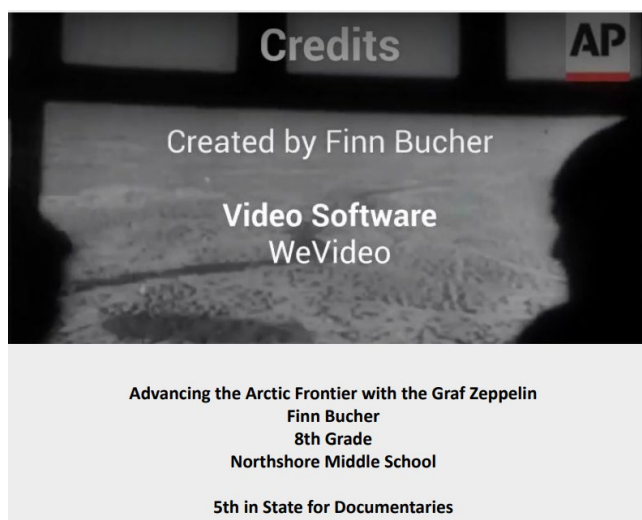 Credits
AP
Created by Finn Bucher
Video Software
WeVideo
Advancing the Arctic Frontier with the Graf Zeppelin
Finn Bucher
8th Grade
Northshore Middle School
5th in State for Documentaries